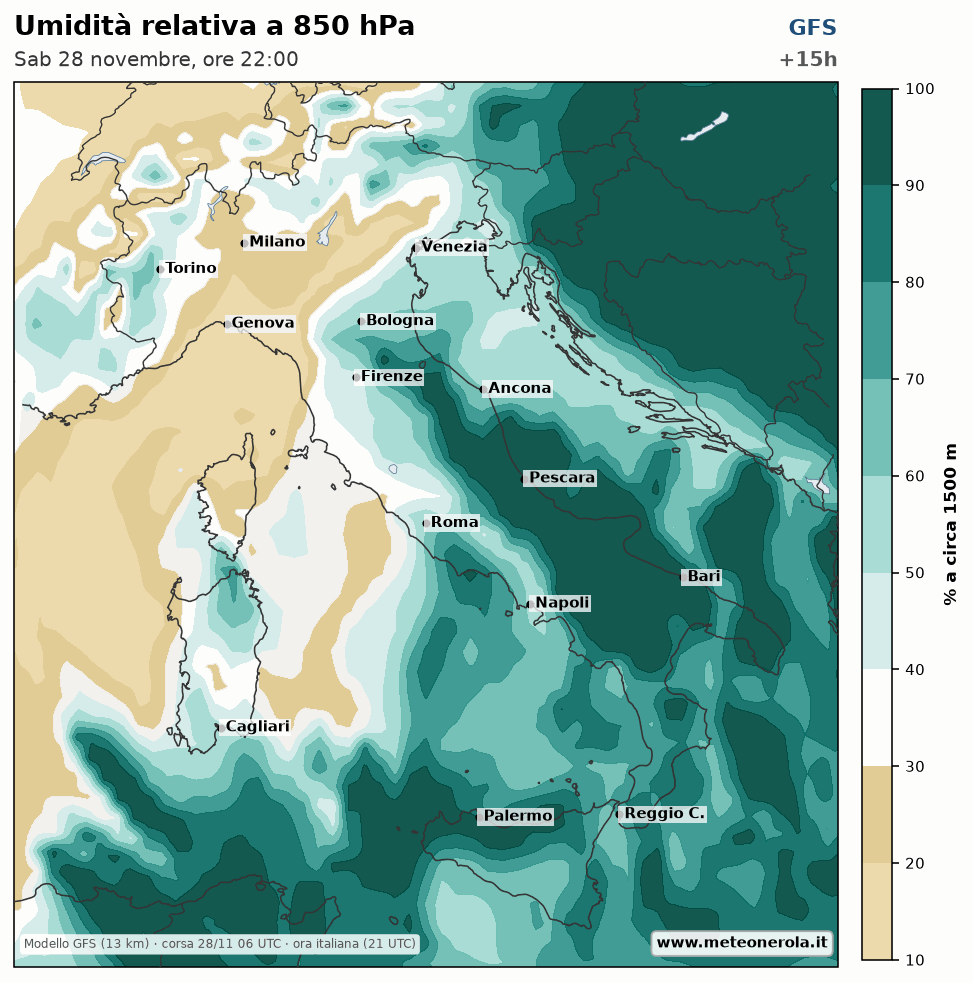 Umidità relativa a 850 hPa
GFS
Sab 28 novembre, ore 22:00
+15h
100
90
80
70
60
50
40
30
20
10
% a circa 1500 m
Milano
Venezia
Torino
Genova
Bologna
Firenze
Ancona
Pescara
Roma
Bari
Napoli
Cagliari
Palermo
Reggio C.
Modello GFS (13 km) · corsa 28/11 06 UTC · ora italiana (21 UTC)
www.meteonerola.it